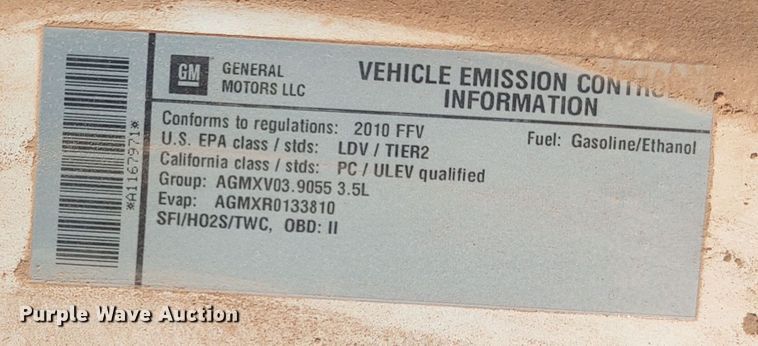 GM GENERAL MOTORS LLC
VEHICLE EMISSION
INFORMATION
Conforms to regulations: 2010 FFV
Fuel: Gasoline/Ethanol
U.S. EPA class / stds: LDV / TIER2
California class / stds: PC / ULEV qualified
Group: AGMXV03.9055 3.5L
Evap: AGMXR0133810
SFI/HO2S/TWC, OBD: II
*A1167971*
Purple Wave Auction